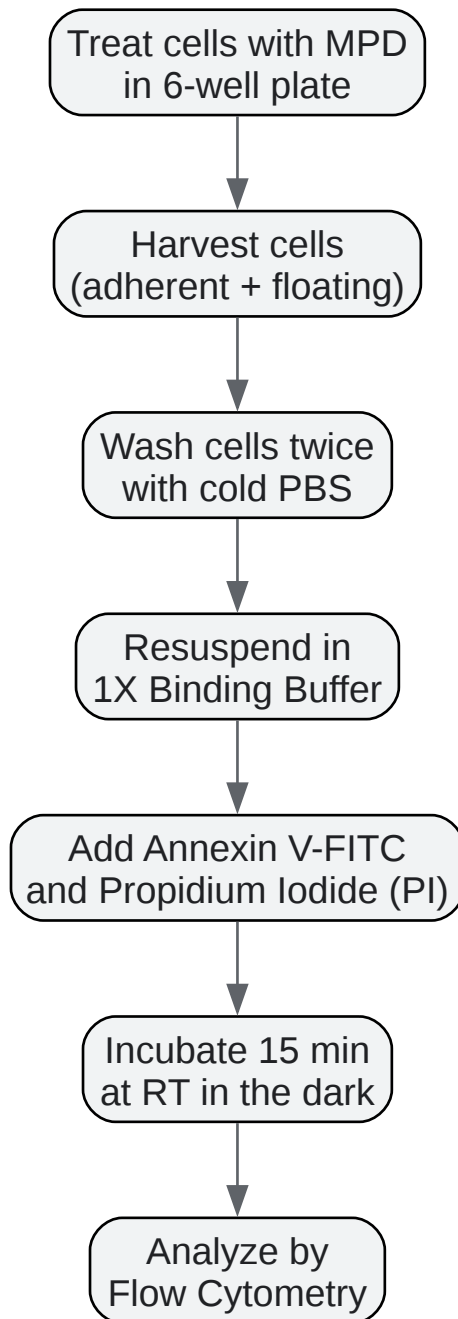 Treat cells with MPD
in 6-well plate
Harvest cells
(adherent + floating)
Wash cells twice
with cold PBS
Resuspend in
1X Binding Buffer
Add Annexin V-FITC
and Propidium Iodide (PI)
Incubate 15 min
at RT in the dark
Analyze by
Flow Cytometry